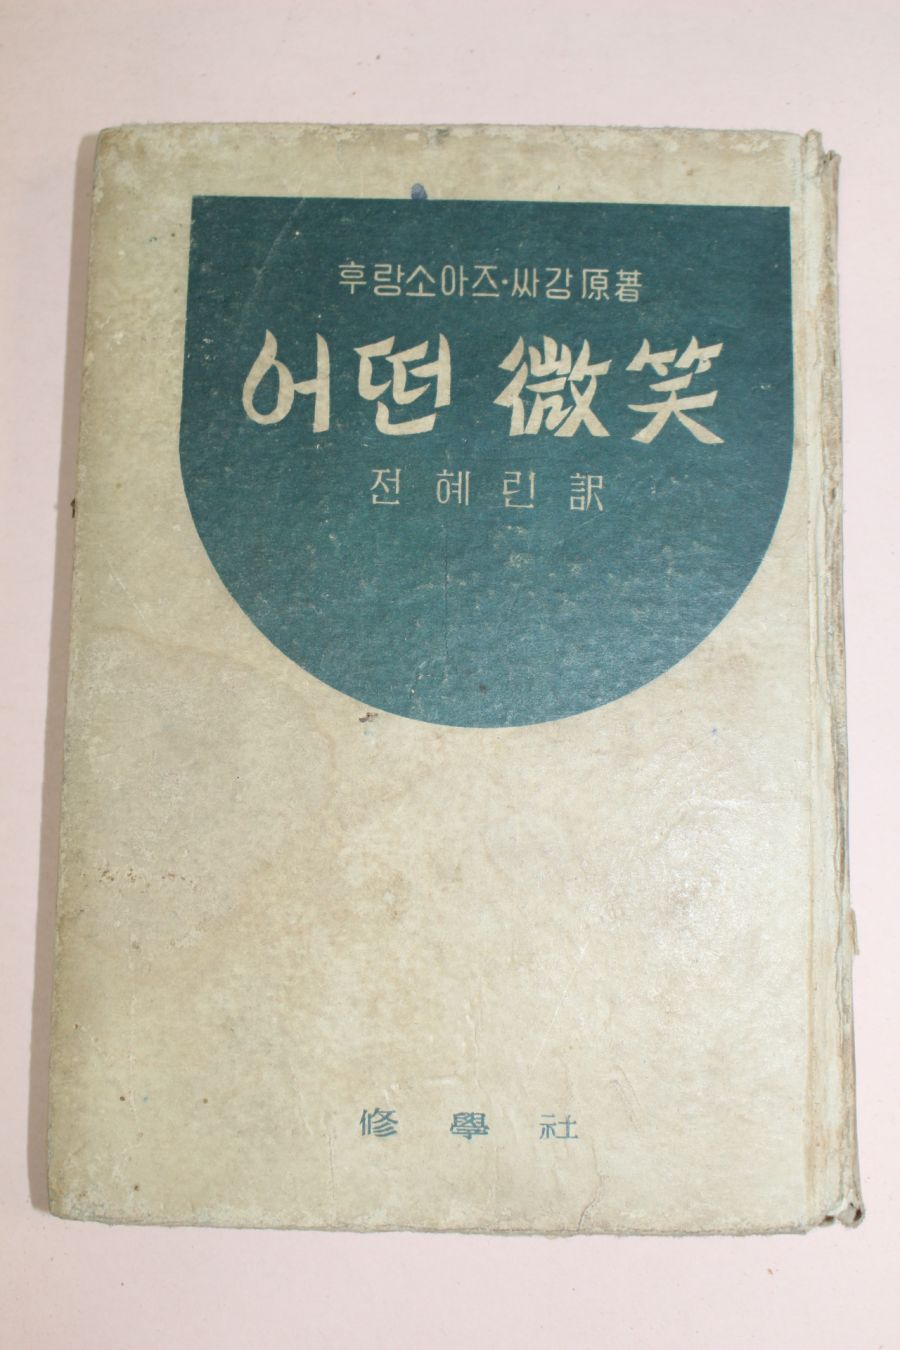 후랑소아즈·싸강 原著
어떤 微笑
전혜린 訳
修學社